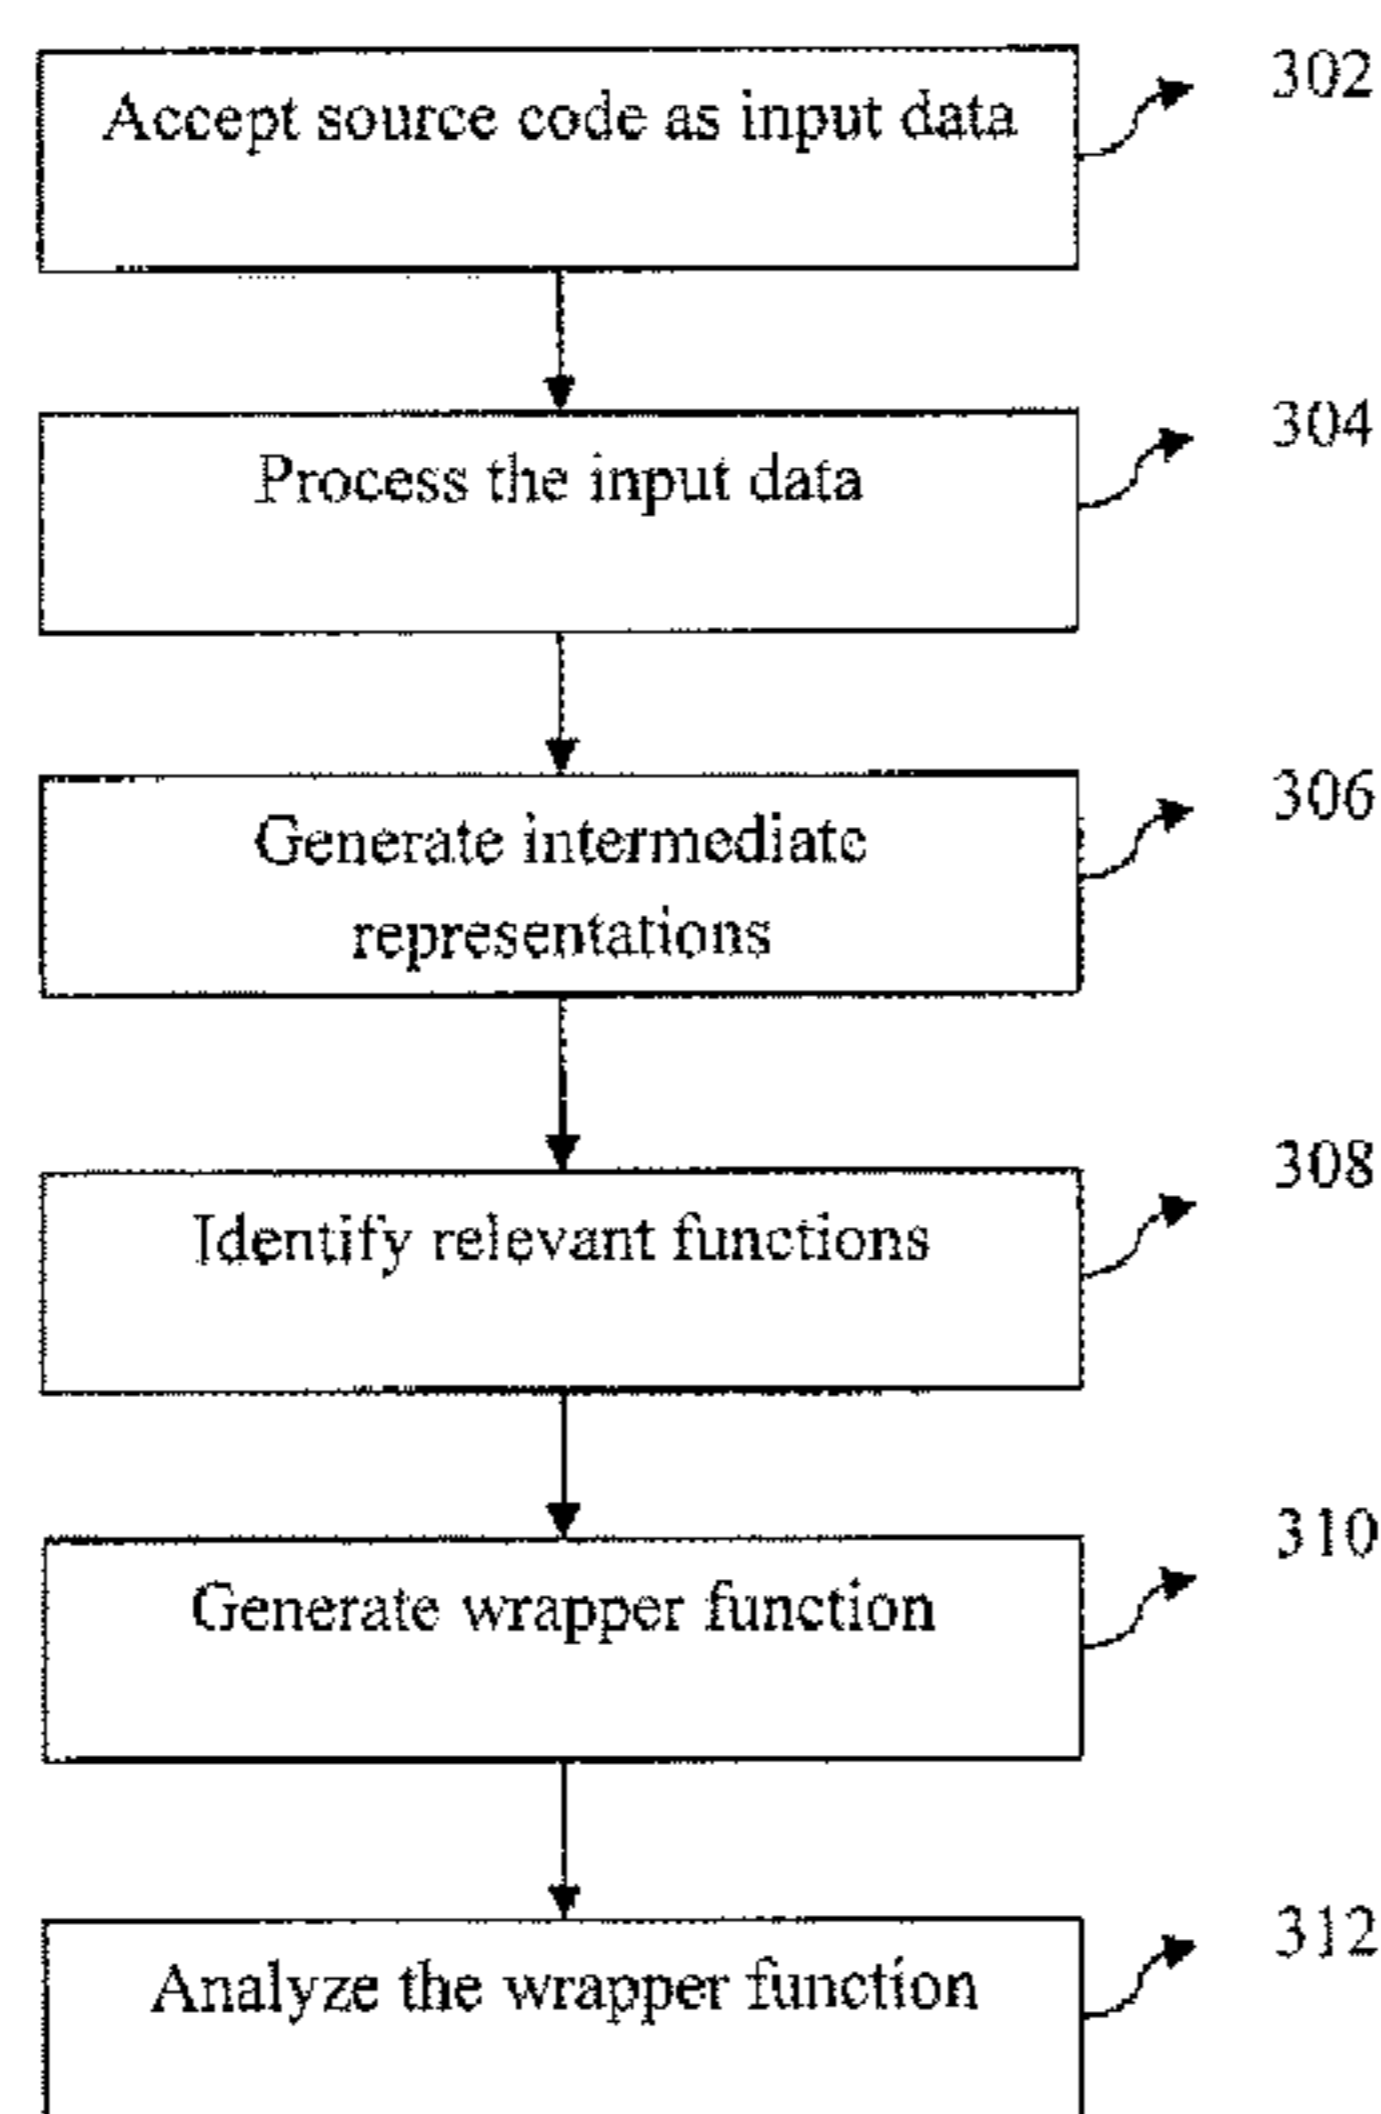 Accept source code as input data
302
Process the input data
304
Generate intermediate
representations
306
Identify relevant functions
308
Generate wrapper function
310
Analyze the wrapper function
312